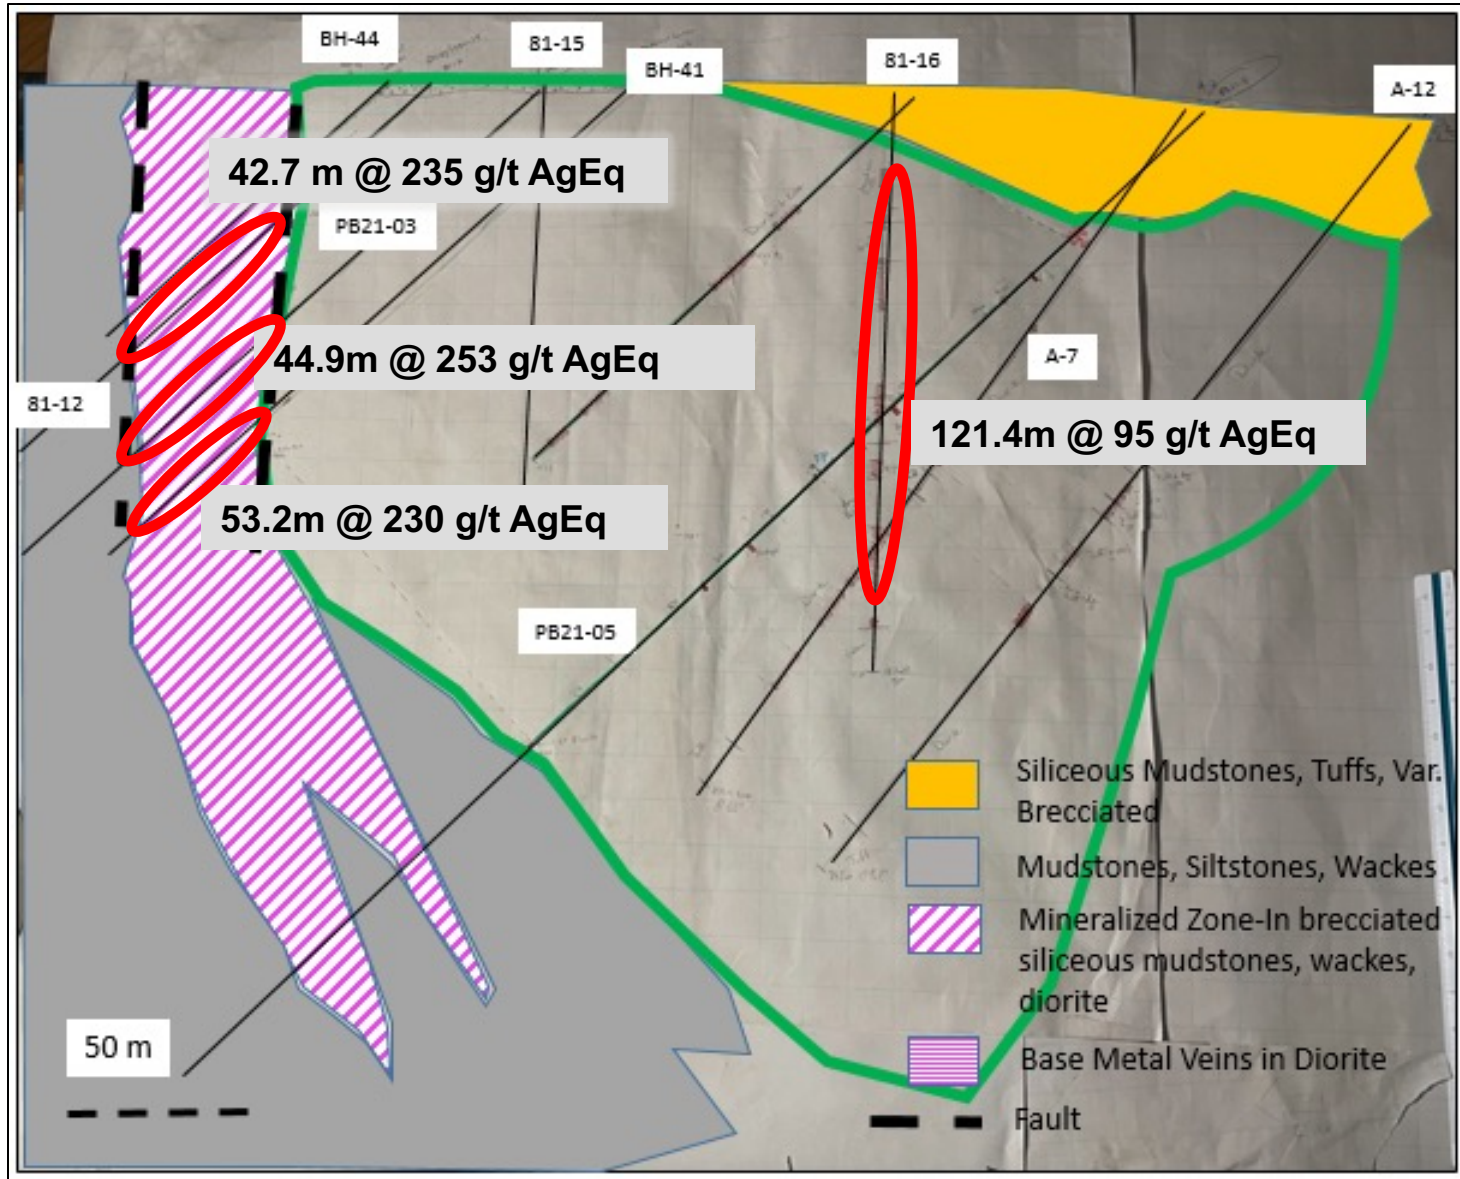 BH-44
81-15
BH-41
81-16
A-12
42.7 m @ 235 g/t AgEq
PB21-03
44.9m @ 253 g/t AgEq
A-7
81-12
121.4m @ 95 g/t AgEq
53.2m @ 230 g/t AgEq
PB21-05
Siliceous Mudstones, Tuffs, Var.
Brecciated
Mudstones, Siltstones, Wackes
Mineralized Zone-In brecciated
siliceous mudstones, wackes,
diorite
50 m
Base Metal Veins in Diorite
Fault